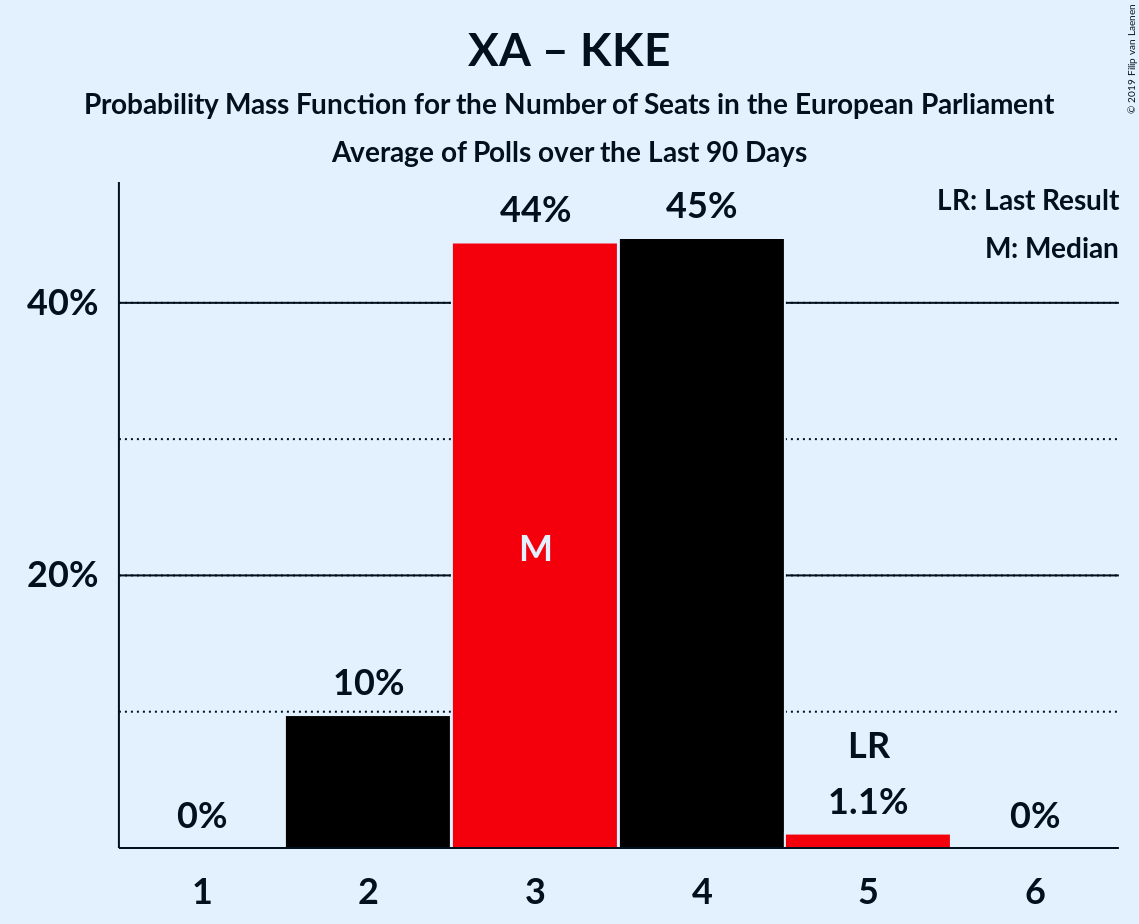 XA – KKE
Probability Mass Function for the Number of Seats in the European Parliament
Average of Polls over the Last 90 Days
© 2019 Filip van Laenen
LR: Last Result
M: Median
44%
45%
40%
M
20%
10%
LR
0%
1.1%
0%
1 2 3 4 5 6